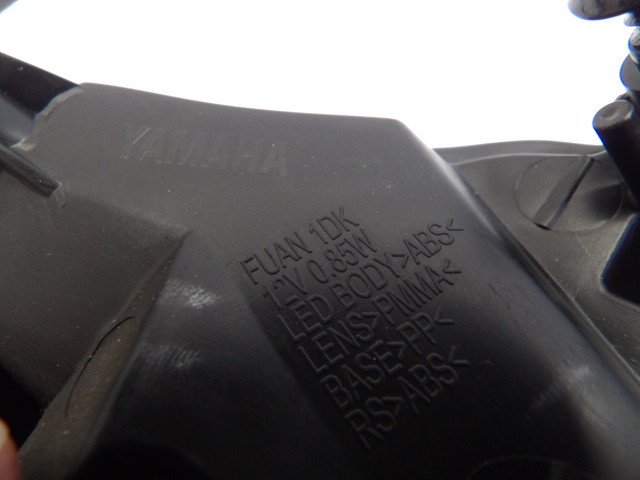 YAMAHA
FUAN 1DK
12V 0.85W
LED BODY>ABS<
LENS>PMMA<
BASE>PP<
RS>ABS<